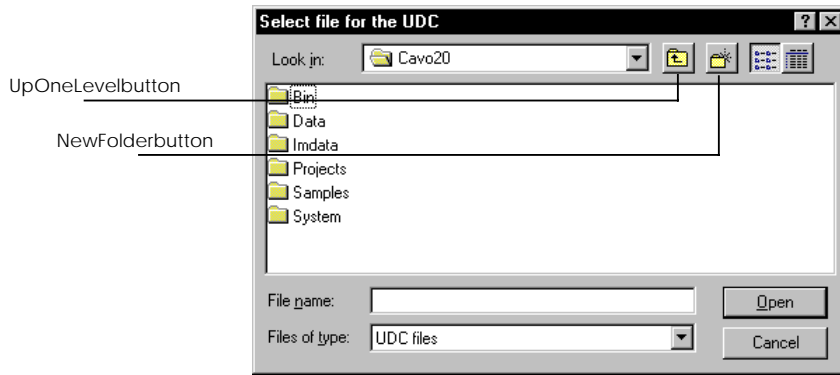 Select file for the UDC
Look in: Cavo20
UpOneLevelbutton
Bin
Data
NewFolderbutton
Imdata
Projects
Samples
System
File name: Open
Files of type: UDC files Cancel